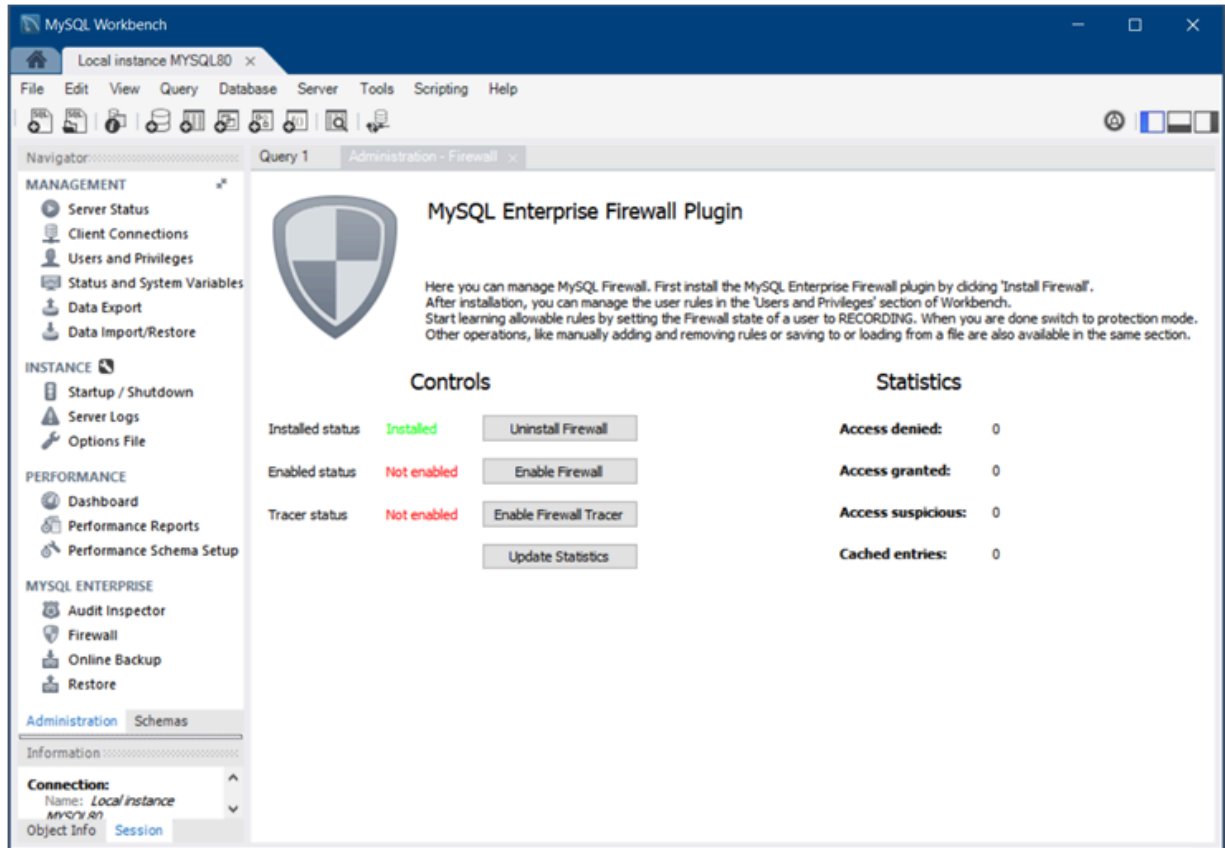 MySQL Workbench
Local instance MYSQL80 ×
File Edit View Query Database Server Tools Scripting Help
Navigator
Query 1 Administration - Firewall ×
MANAGEMENT
Server Status
Client Connections
Users and Privileges
Status and System Variables
Data Export
Data Import/Restore
INSTANCE
Startup / Shutdown
Server Logs
Options File
PERFORMANCE
Dashboard
Performance Reports
Performance Schema Setup
MYSQL ENTERPRISE
Audit Inspector
Firewall
Online Backup
Restore
Administration Schemas
Information
Connection:
Name: Local instance
MYSQL80
Object Info Session
MySQL Enterprise Firewall Plugin
Here you can manage MySQL Firewall. First install the MySQL Enterprise Firewall plugin by clicking 'Install Firewall'.
After installation, you can manage the user rules in the 'Users and Privileges' section of Workbench.
Start learning allowable rules by setting the Firewall state of a user to RECORDING. When you are done switch to protection mode.
Other operations, like manually adding and removing rules or saving to or loading from a file are also available in the same section.
Controls
Installed status Installed Uninstall Firewall
Enabled status Not enabled Enable Firewall
Tracer status Not enabled Enable Firewall Tracer
Update Statistics
Statistics
Access denied: 0
Access granted: 0
Access suspicious: 0
Cached entries: 0